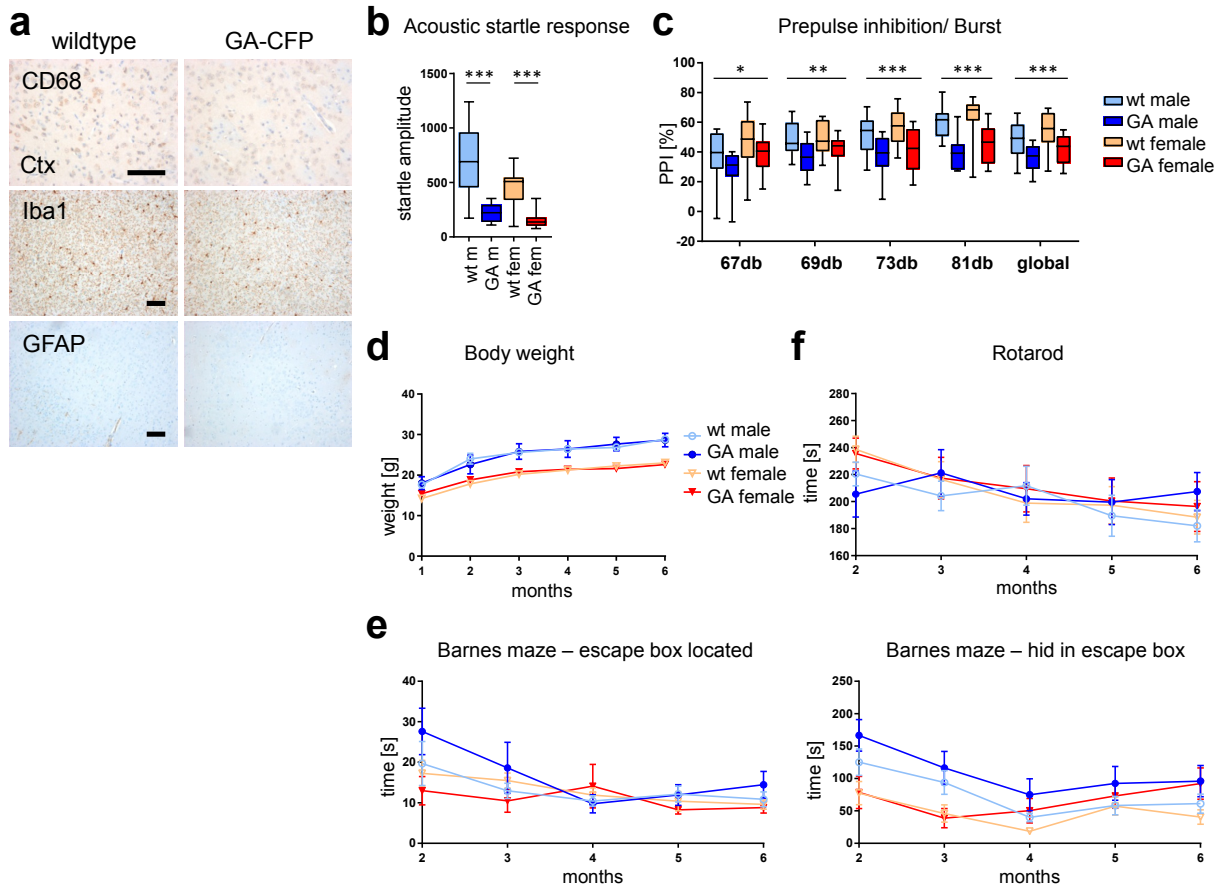 a
wildtype
GA-CFP
CD68
Ctx
Iba1
GFAP
b
Acoustic startle response
***
***
startle amplitude
1500
1000
500
0
wt m
GA m
wt fem
GA fem
c
Prepulse inhibition/ Burst
*
**
***
***
***
PPI [%]
100
80
60
40
20
0
-20
67db
69db
73db
81db
global
wt male
GA male
wt female
GA female
d
Body weight
weight [g]
40
30
20
10
0
1
2
3
4
5
6
months
wt male
GA male
wt female
GA female
f
Rotarod
time [s]
280
260
240
220
200
180
160
2
3
4
5
6
months
e
Barnes maze – escape box located
time [s]
40
30
20
10
0
2
3
4
5
6
months
Barnes maze – hid in escape box
time [s]
250
200
150
100
50
0
2
3
4
5
6
months